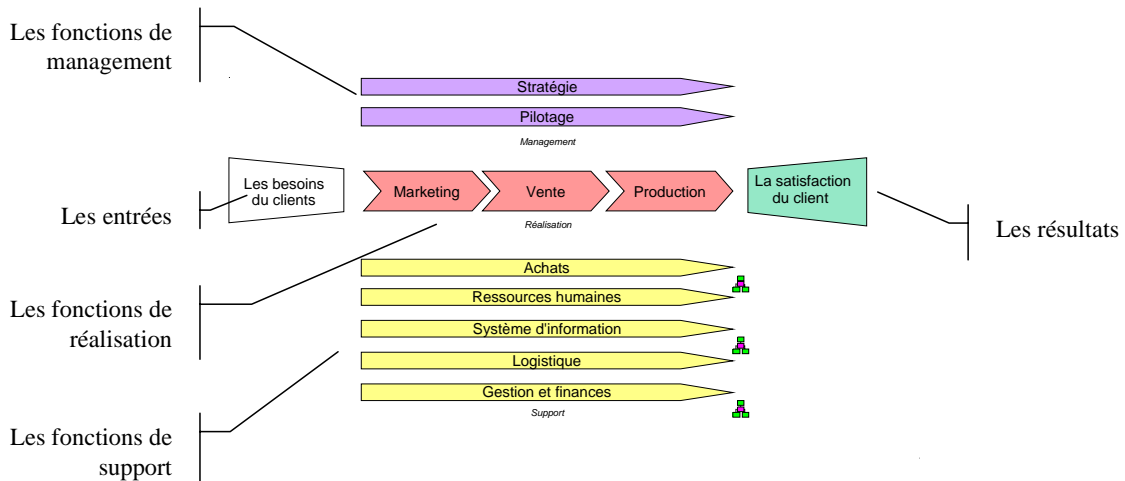 Les fonctions de
management
Stratégie
Pilotage
Management
Les besoins
du clients
Marketing
Vente
Production
La satisfaction
du client
Les entrées
Réalisation
Les résultats
Achats
Ressources humaines
Les fonctions de
réalisation
Système d'information
Logistique
Gestion et finances
Support
Les fonctions de
support